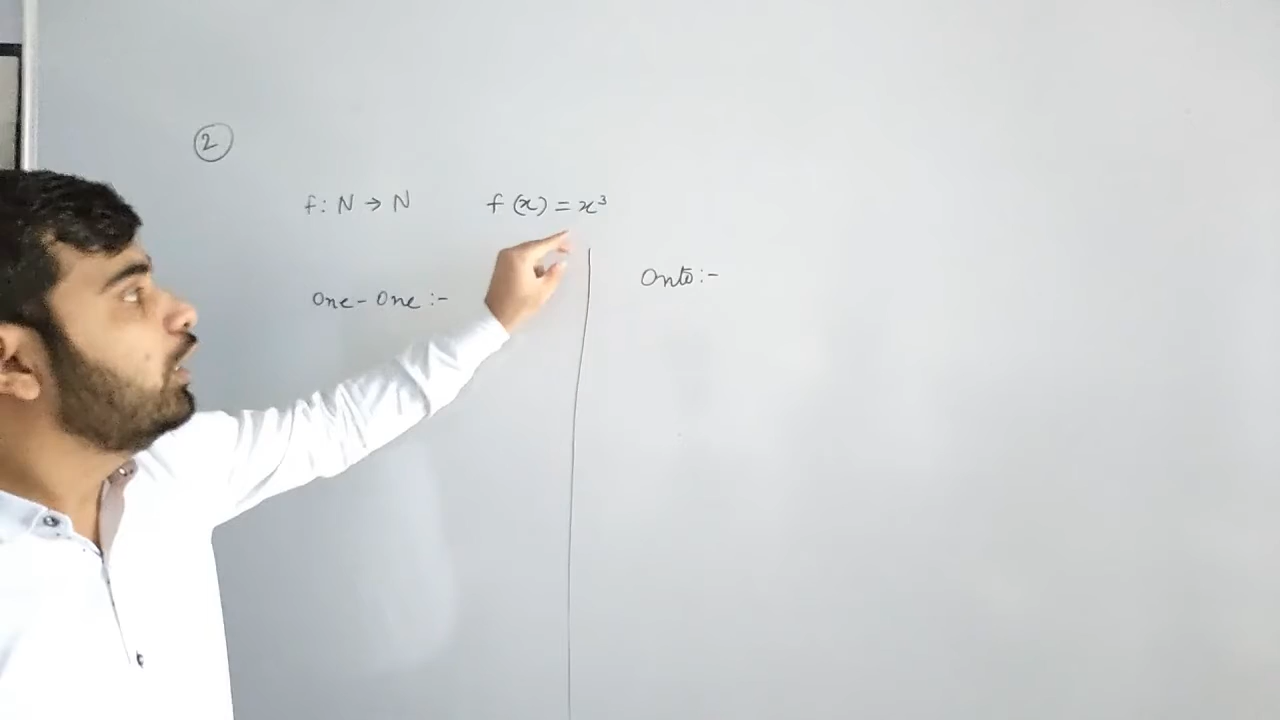 2
f: N → N f(x) = x³
One-One :-
Onto :-